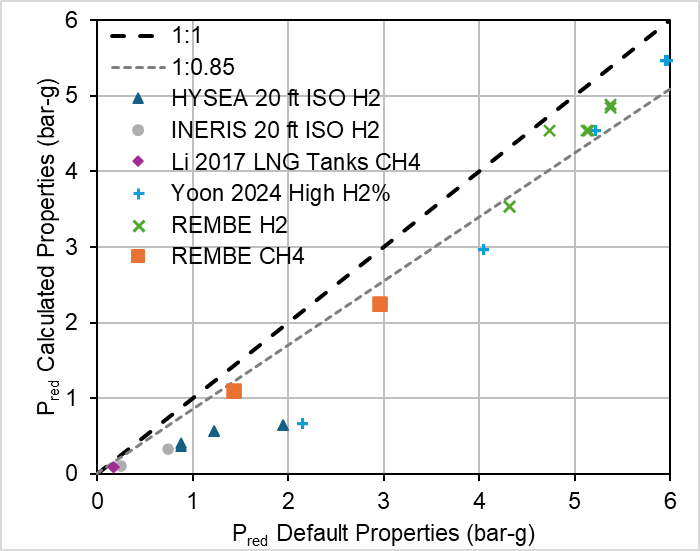 6
5
4
3
2
1
0
P_red Calculated Properties (bar-g)
1:1
1:0.85
HYSEA 20 ft ISO H2
INERIS 20 ft ISO H2
Li 2017 LNG Tanks CH4
Yoon 2024 High H2%
REMBE H2
REMBE CH4
0 1 2 3 4 5 6
P_red Default Properties (bar-g)